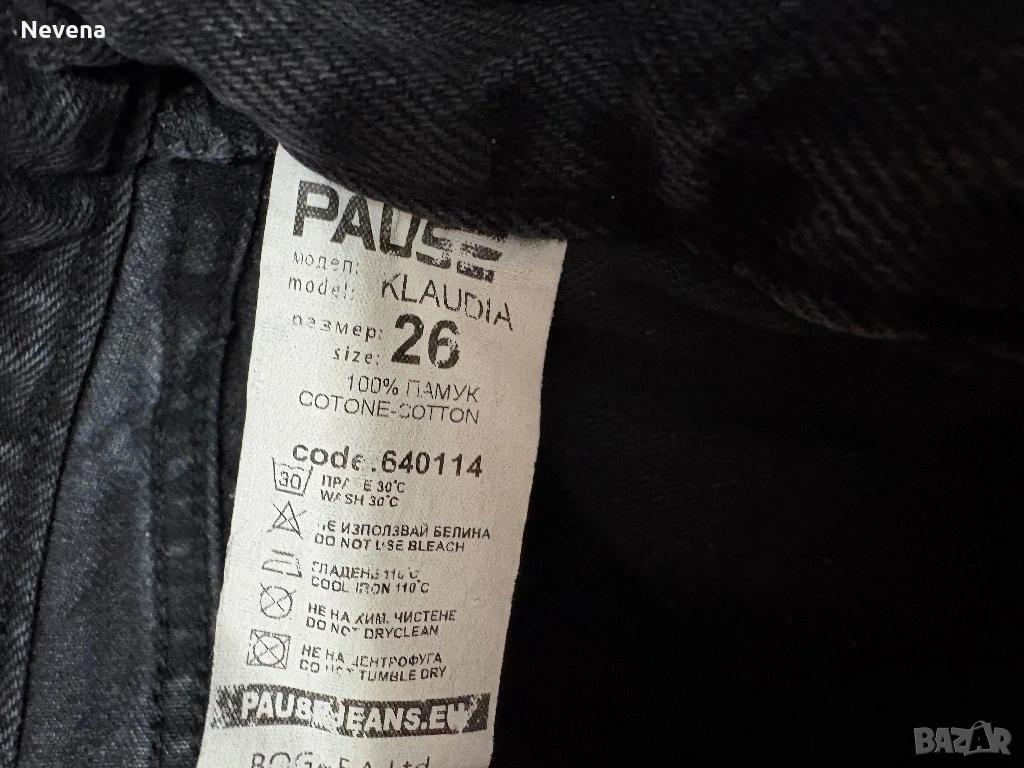 Nevena
PAUSE
модел:
model: KLAUDIA
размер: 26
size:
100% ПАМУК
COTONE-COTTON
code.640114
30 ПРАНЕ 30°C
WASH 30°C
НЕ ИЗПОЛЗВАЙ БЕЛИНА
DO NOT USE BLEACH
ГЛАДЕНЕ 110°C
COOL IRON 110°C
НЕ НА ХИМ. ЧИСТЕНЕ
DO NOT DRYCLEAN
НЕ НА ЦЕНТРОФУГА
DO NOT TUMBLE DRY
PAUSEJEANS.EU
Ltd
BAZAR